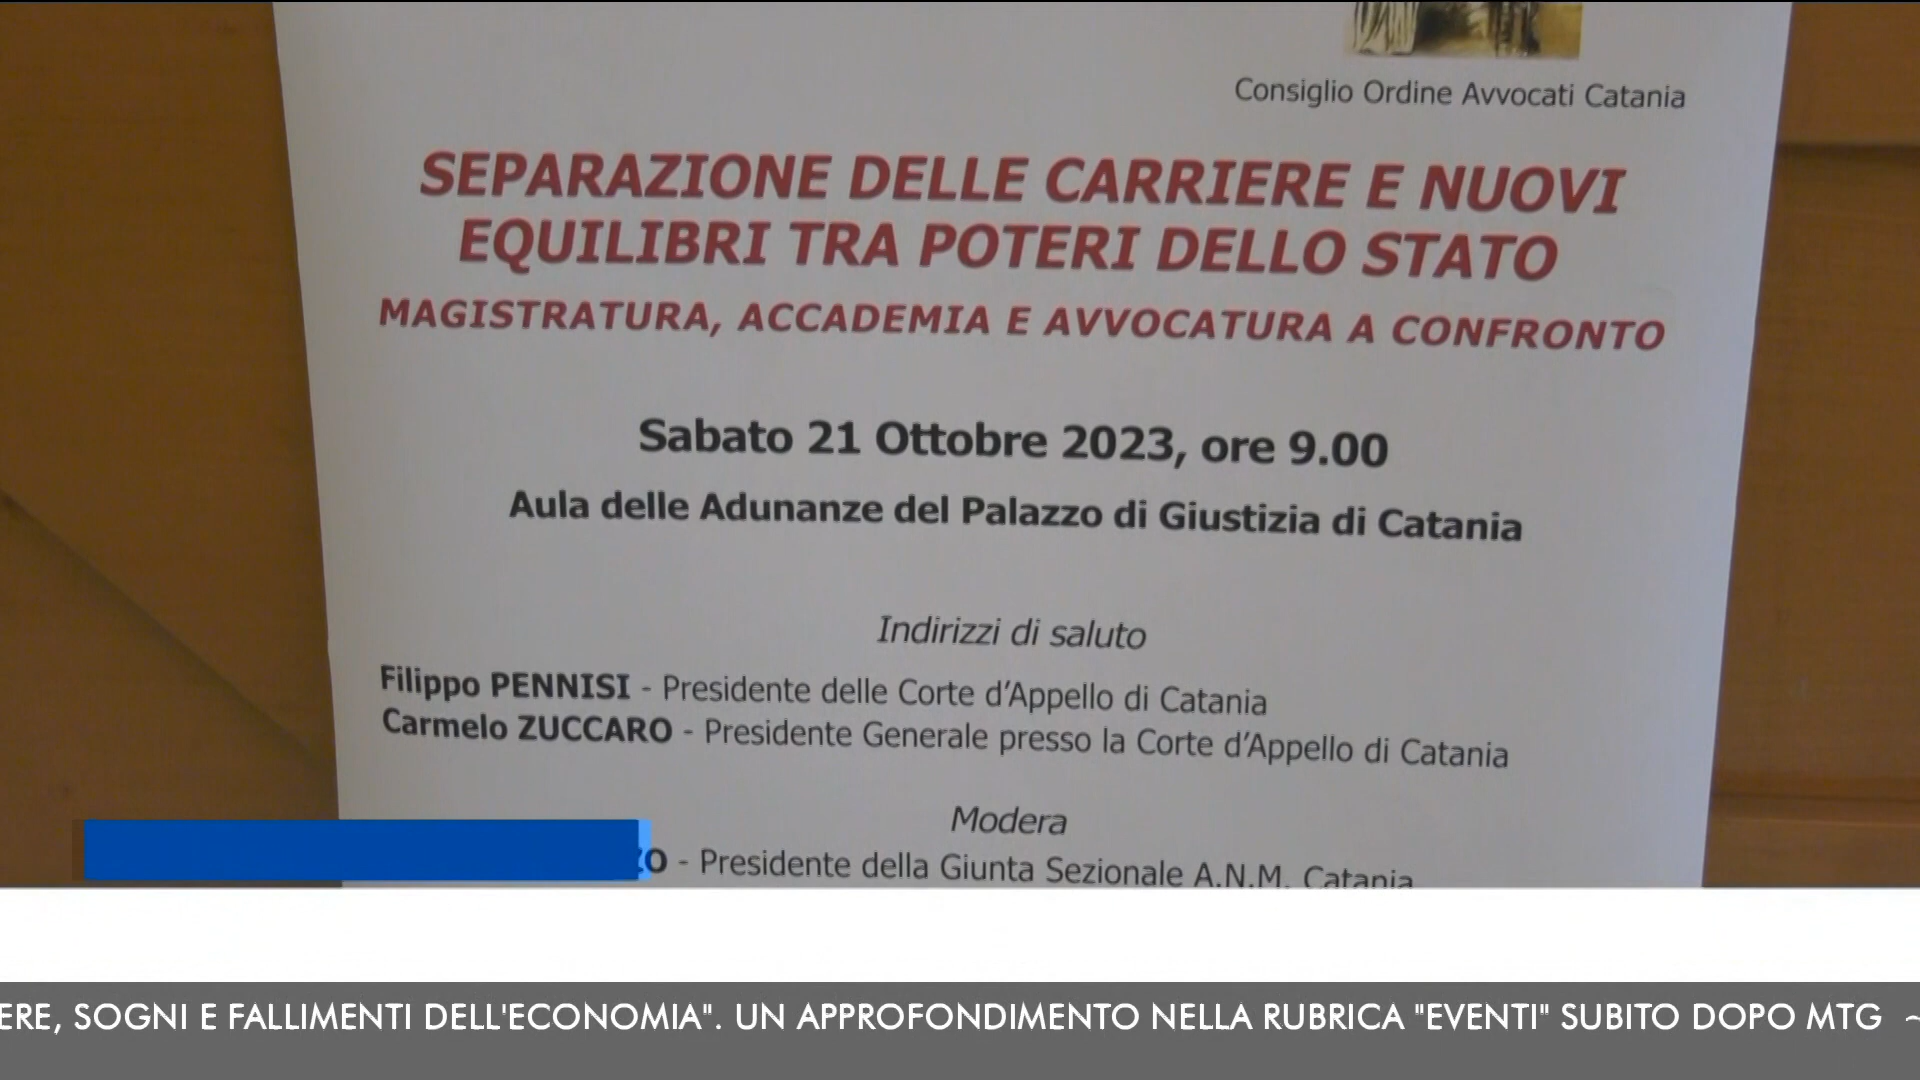 Consiglio Ordine Avvocati Catania
SEPARAZIONE DELLE CARRIERE E NUOVI
EQUILIBRI TRA POTERI DELLO STATO
MAGISTRATURA, ACCADEMIA E AVVOCATURA A CONFRONTO
Sabato 21 Ottobre 2023, ore 9.00
Aula delle Adunanze del Palazzo di Giustizia di Catania
Indirizzi di saluto
Filippo PENNISI - Presidente delle Corte d'Appello di Catania
Carmelo ZUCCARO - Presidente Generale presso la Corte d'Appello di Catania
Modera
- Presidente della Giunta Sezionale A.N.M. Catania
ERE, SOGNI E FALLIMENTI DELL'ECONOMIA". UN APPROFONDIMENTO NELLA RUBRICA "EVENTI" SUBITO DOPO MTG ~